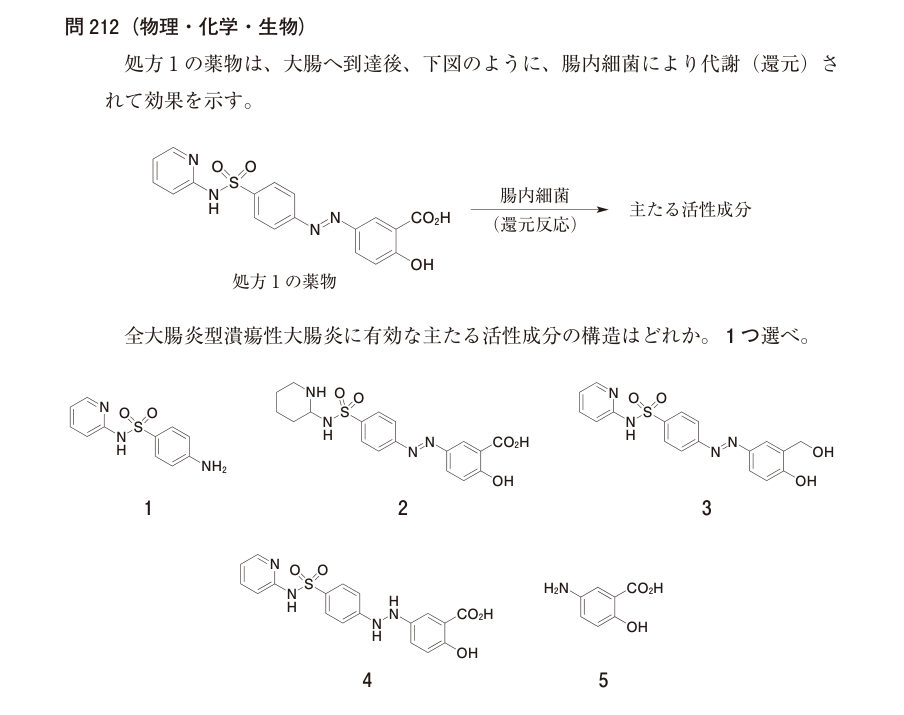 問212（物理・化学・生物）
処方１の薬物は、大腸へ到達後、下図のように、腸内細菌により代謝（還元）さ
れて効果を示す。
N
O O
S
N
H
N
N
CO₂H
OH
処方１の薬物
腸内細菌
（還元反応）
主たる活性成分
全大腸炎型潰瘍性大腸炎に有効な主たる活性成分の構造はどれか。１つ選べ。
N
O O
S
N
H
NH₂
1
NH
O O
S
N
H
N
N
CO₂H
OH
2
N
O O
S
N
H
N
N
OH
OH
3
N
O O
S
N
H
H
N
N
H
CO₂H
OH
4
H₂N
CO₂H
OH
5